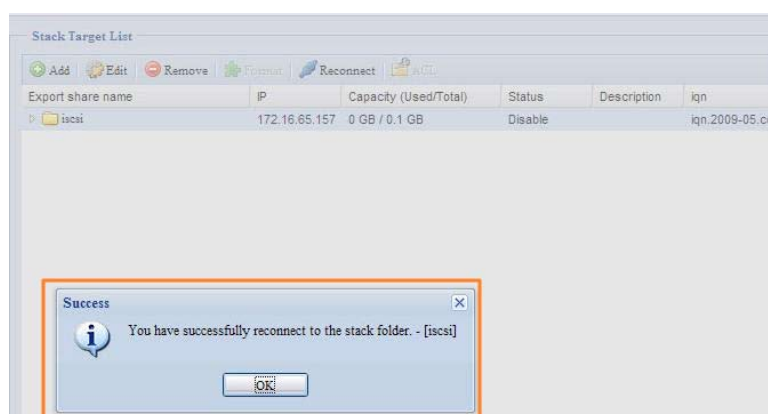 Stack Target List
Add Edit Remove Format Reconnect ACL
Export share name IP Capacity (Used/Total) Status Description iqn
iscsi 172.16.65.157 0 GB / 0.1 GB Disable iqn.2009-05.c
Success
You have successfully reconnect to the stack folder. - [iscsi]
OK